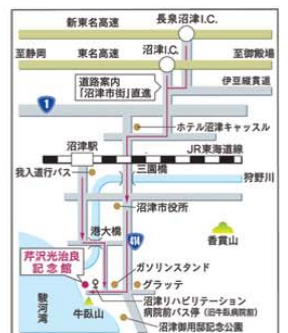 長泉沼津I.C.
新東名高速
沼津I.C.
至静岡
東名高速
至御殿場
道路案内
「沼津市街」直進
伊豆縦貫道
1
ホテル沼津キャッスル
沼津駅
JR東海道線
我入道行バス
三園橋
狩野川
沼津市役所
港大橋
414
香貫山
芹沢光治良
記念館
ガソリンスタンド
グラッテ
沼津リハビリテーション
病院前バス停(旧牛臥病院前)
駿河湾
牛臥山
沼津御用邸記念公園